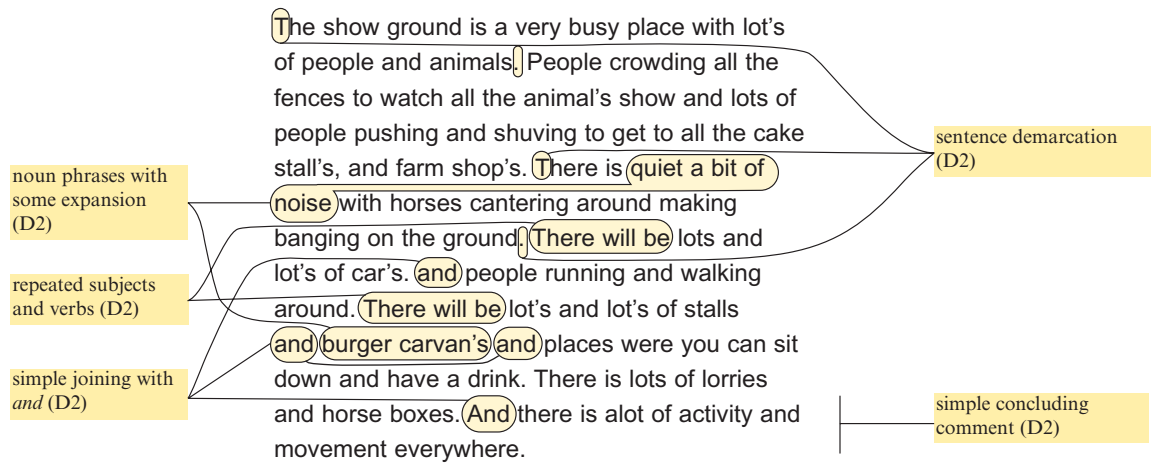 The show ground is a very busy place with lot's
of people and animals. People crowding all the
fences to watch all the animal's show and lots of
people pushing and shuving to get to all the cake
stall's, and farm shop's. There is quiet a bit of
noise with horses cantering around making
banging on the ground. There will be lots and
lot's of car's. and people running and walking
around. There will be lot's and lot's of stalls
and burger carvan's and places were you can sit
down and have a drink. There is lots of lorries
and horse boxes. And there is alot of activity and
movement everywhere.
noun phrases with
some expansion
(D2)
repeated subjects
and verbs (D2)
simple joining with
and (D2)
sentence demarcation
(D2)
simple concluding
comment (D2)